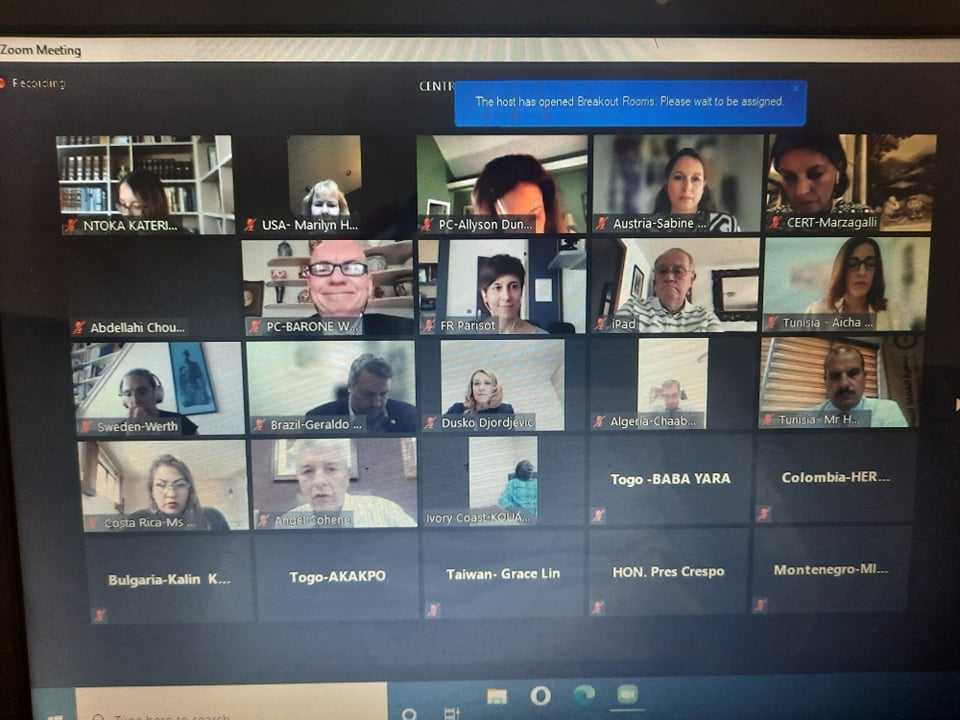 Zoom Meeting
Recording
CENTR
The host has opened Breakout Rooms. Please wait to be assigned.
NTOKA KATERI...
USA- Marilyn H...
PC-Allyson Dun...
Austria-Sabine ...
CERT-Marzagalli
Abdellahi Chou...
PC-BARONE W...
FR Parisot
iPad
Tunisia - Aicha ...
Sweden-Werth
Brazil-Geraldo ...
Dusko Djordjevic
Algeria-Chaab...
Tunisia- Mr H...
Costa Rica-Ms ...
Angel Coherie
Ivory Coast-KOUA...
Togo -BABA YARA
Colombia-HER...
Bulgaria-Kalin K...
Togo-AKAKPO
Taiwan- Grace Lin
HON. Pres Crespo
Montenegro-MI...
Type here to search